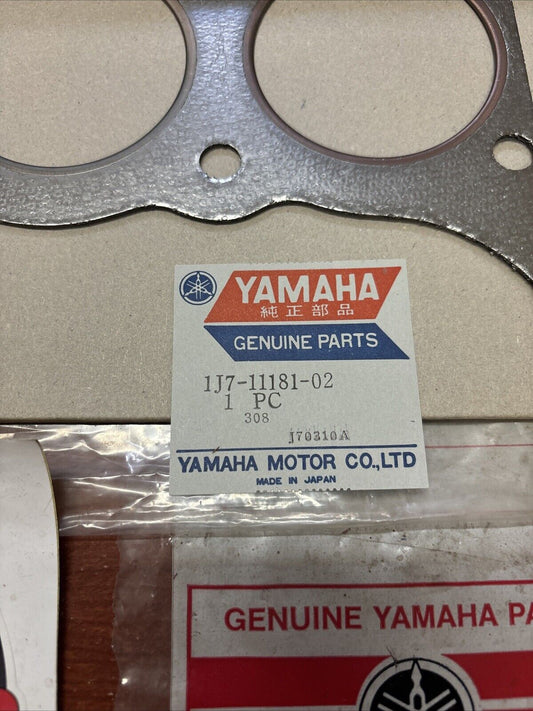 YAMAHA
純正部品
GENUINE PARTS
1J7-11181-02
1 PC
308
J70310A
YAMAHA MOTOR CO.,LTD
MADE IN JAPAN
GENUINE YAMAHA PA